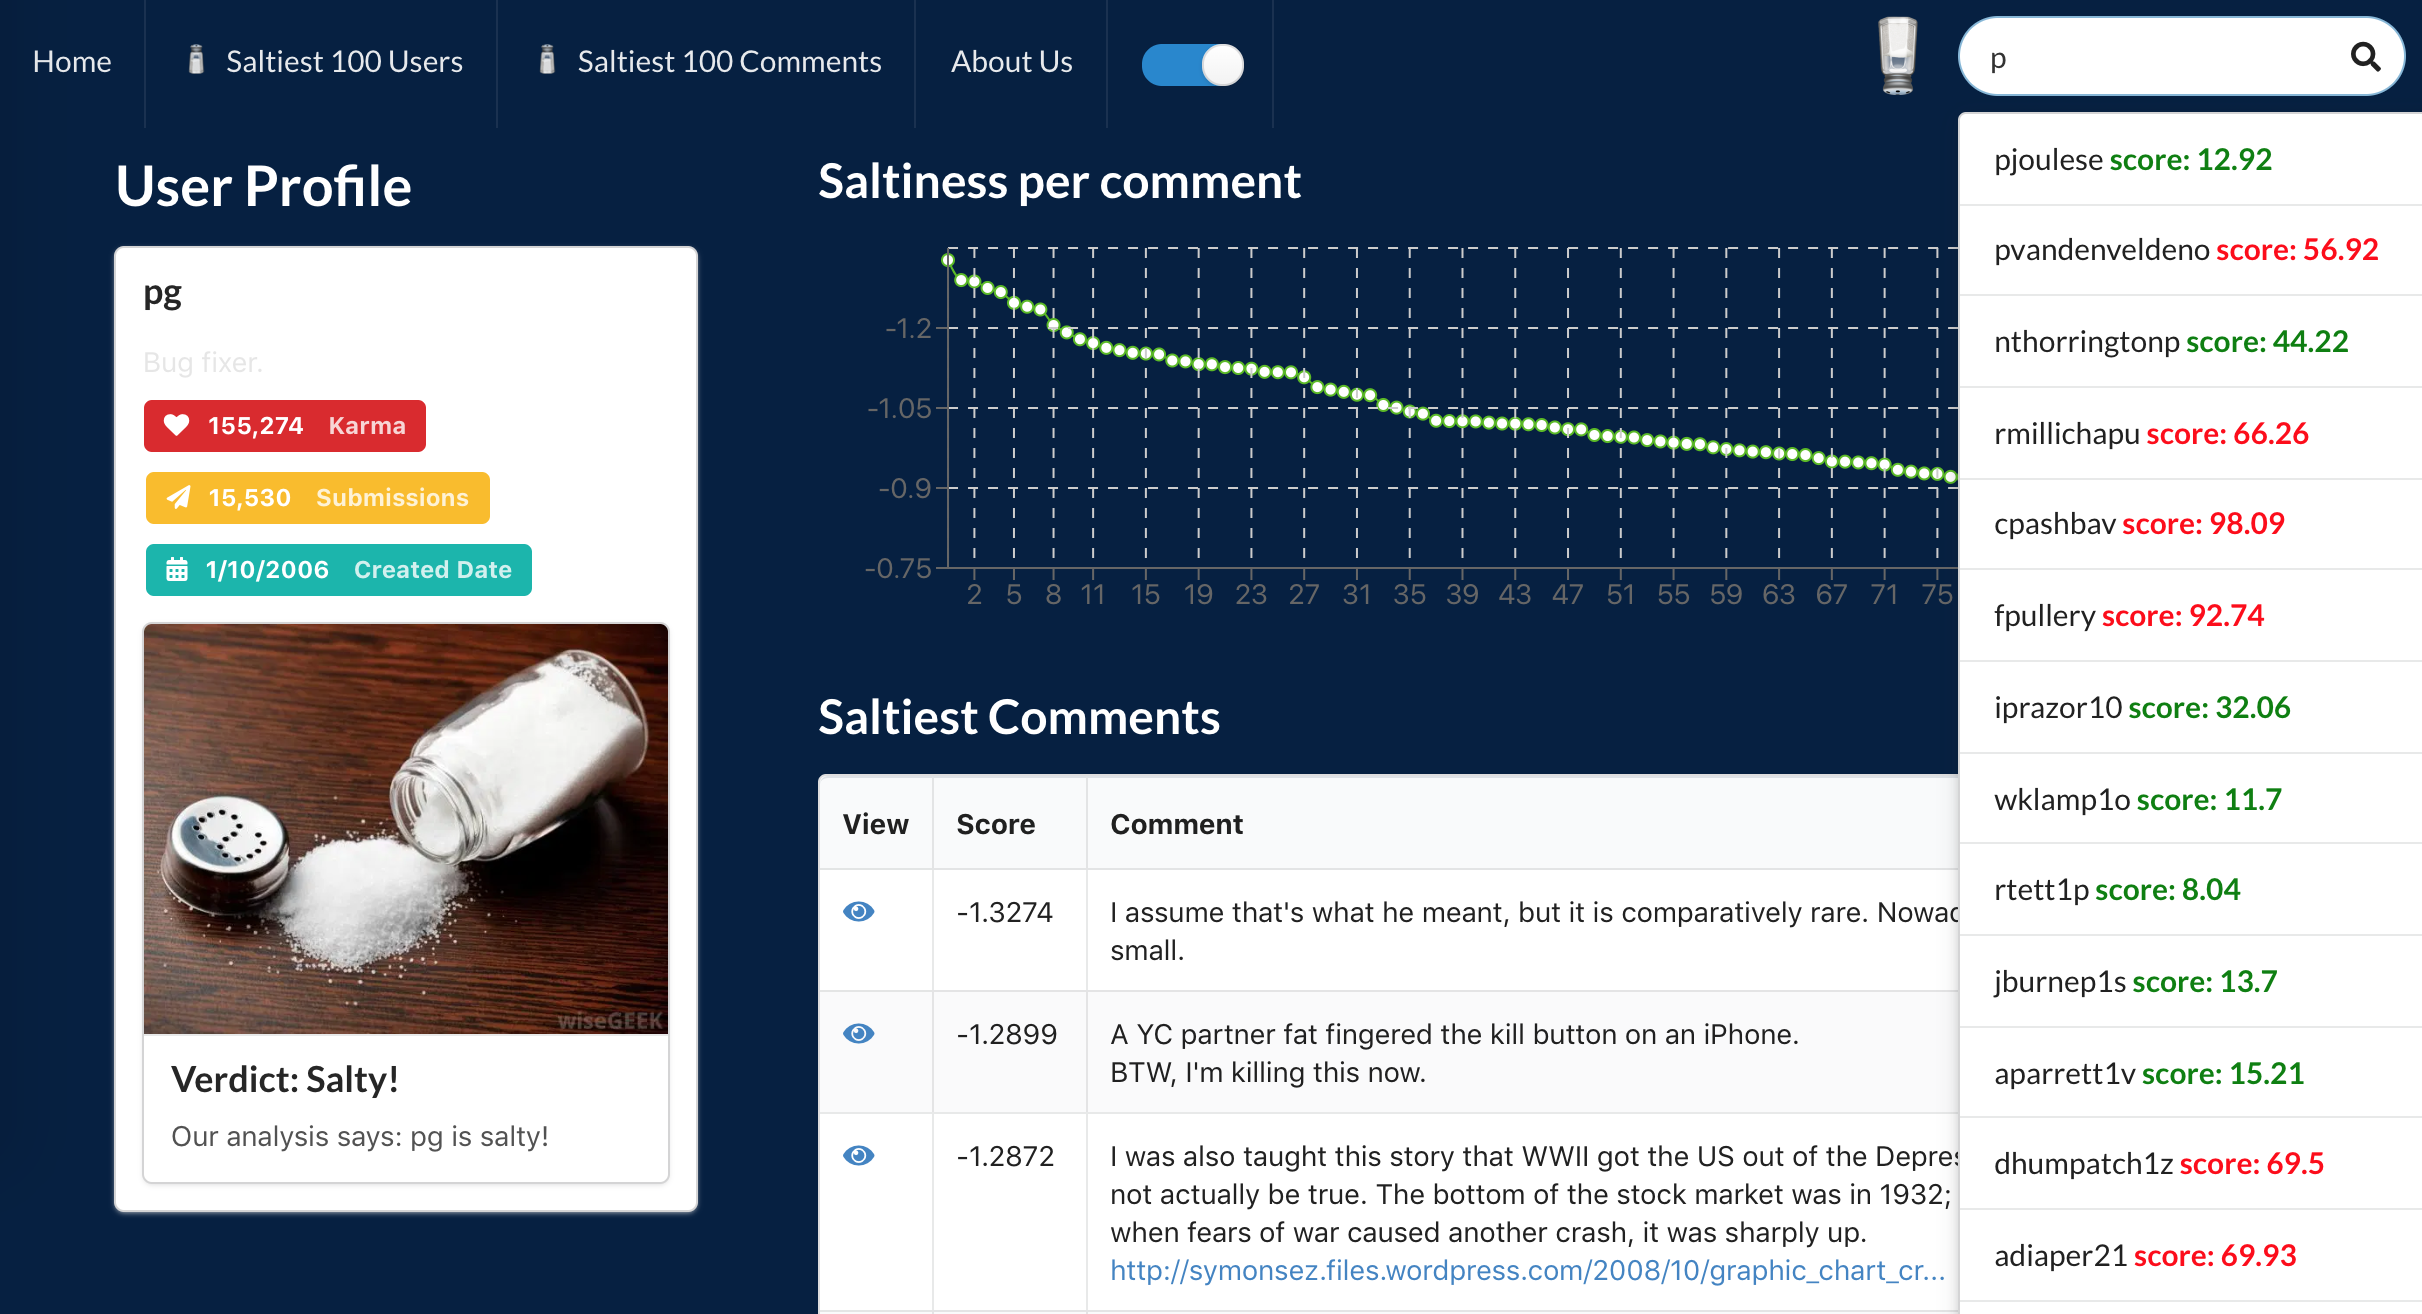 Home
Saltiest 100 Users
Saltiest 100 Comments
About Us
p
User Profile
pg
Bug fixer.
155,274 Karma
15,530 Submissions
1/10/2006 Created Date
wiseGEEK
Verdict: Salty!
Our analysis says: pg is salty!
Saltiness per comment
-1.2
-1.05
-0.9
-0.75
2 5 8 11 15 19 23 27 31 35 39 43 47 51 55 59 63 67 71 75
Saltiest Comments
View Score Comment
-1.3274 I assume that's what he meant, but it is comparatively rare. Nowad
small.
-1.2899 A YC partner fat fingered the kill button on an iPhone.
BTW, I'm killing this now.
-1.2872 I was also taught this story that WWII got the US out of the Depres
not actually be true. The bottom of the stock market was in 1932;
when fears of war caused another crash, it was sharply up.
http://symonsez.files.wordpress.com/2008/10/graphic_chart_cr...
pjoulese score: 12.92
pvandenveldeno score: 56.92
nthorringtonp score: 44.22
rmillichapu score: 66.26
cpashbav score: 98.09
fpullery score: 92.74
iprazor10 score: 32.06
wklamp1o score: 11.7
rtett1p score: 8.04
jburnep1s score: 13.7
aparrett1v score: 15.21
dhumpatch1z score: 69.5
adiaper21 score: 69.93